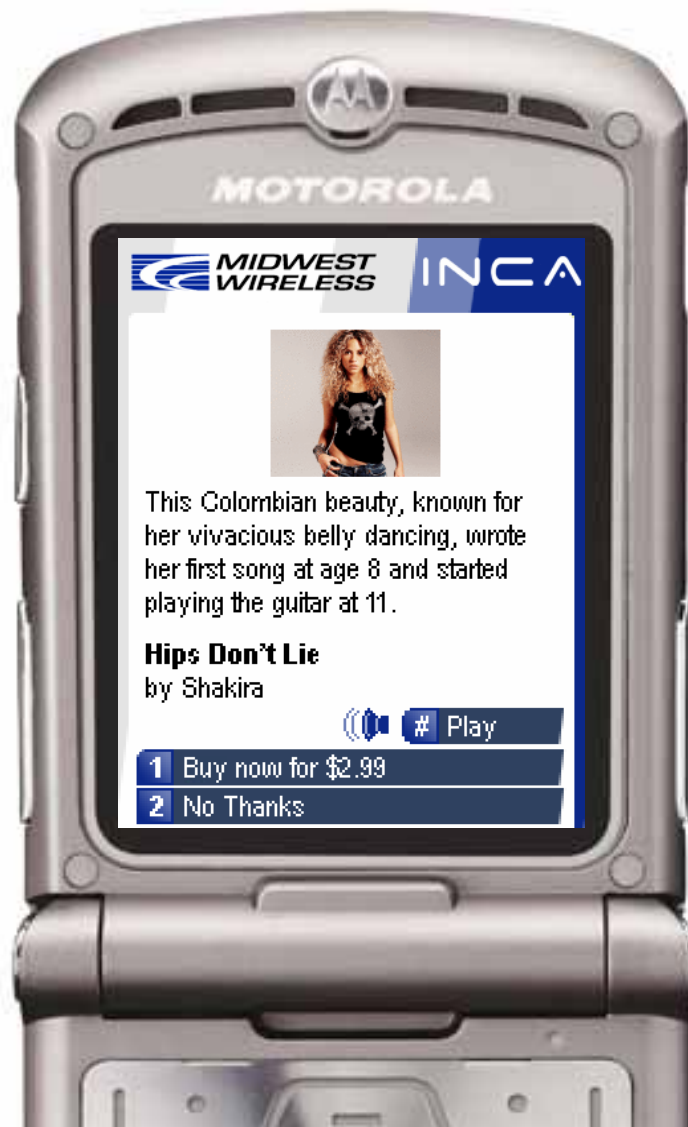 MOTOROLA
MIDWEST
WIRELESS
INCA
This Colombian beauty, known for
her vivacious belly dancing, wrote
her first song at age 8 and started
playing the guitar at 11.
Hips Don't Lie
by Shakira
# Play
1 Buy now for $2.99
2 No Thanks